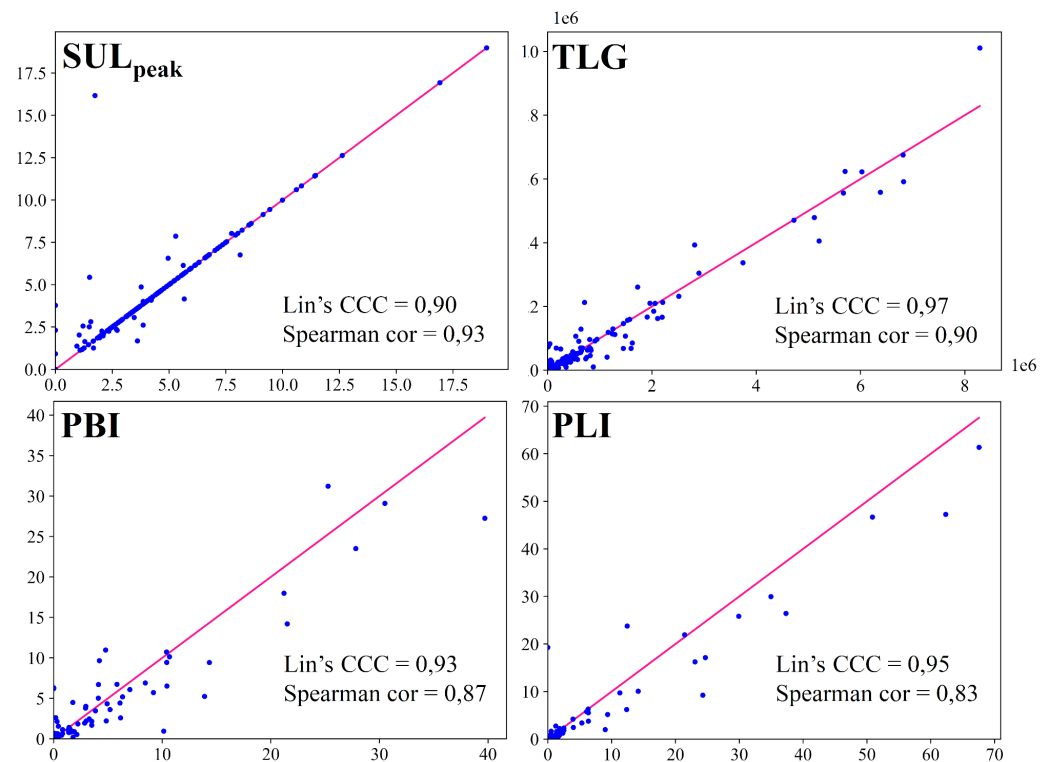 SULpeak
17.5
15.0
12.5
10.0
7.5
5.0
2.5
0.0
0.0 2.5 5.0 7.5 10.0 12.5 15.0 17.5
Lin's CCC = 0,90
Spearman cor = 0,93
1e6
TLG
10
8
6
4
2
0
0 2 4 6 8
1e6
Lin's CCC = 0,97
Spearman cor = 0,90
PBI
40
35
30
25
20
15
10
5
0
0 10 20 30 40
Lin's CCC = 0,93
Spearman cor = 0,87
PLI
70
60
50
40
30
20
10
0
0 10 20 30 40 50 60 70
Lin's CCC = 0,95
Spearman cor = 0,83